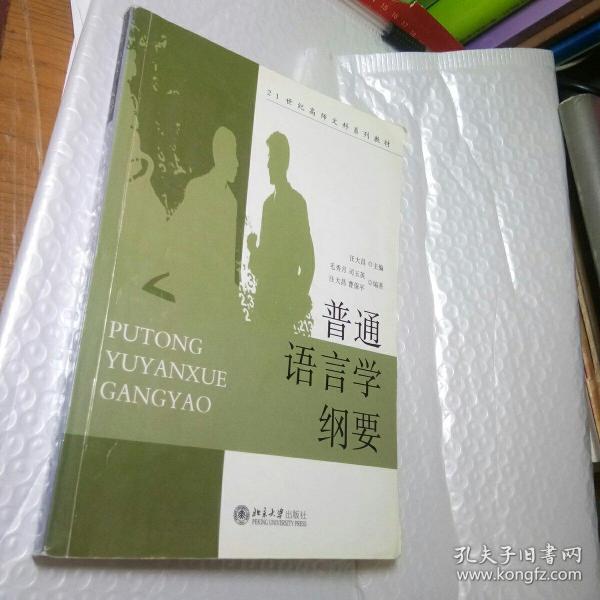 21世纪高师文科系列教材
汪大昌 ◎主编
毛秀月 司玉英
汪大昌 曹保平 ◎编著
普通
语言学
纲要
PUTONG
YUYANXUE
GANGYAO
北京大学出版社
PEKING UNIVERSITY PRESS
孔夫子旧书网
www.kongfz.com